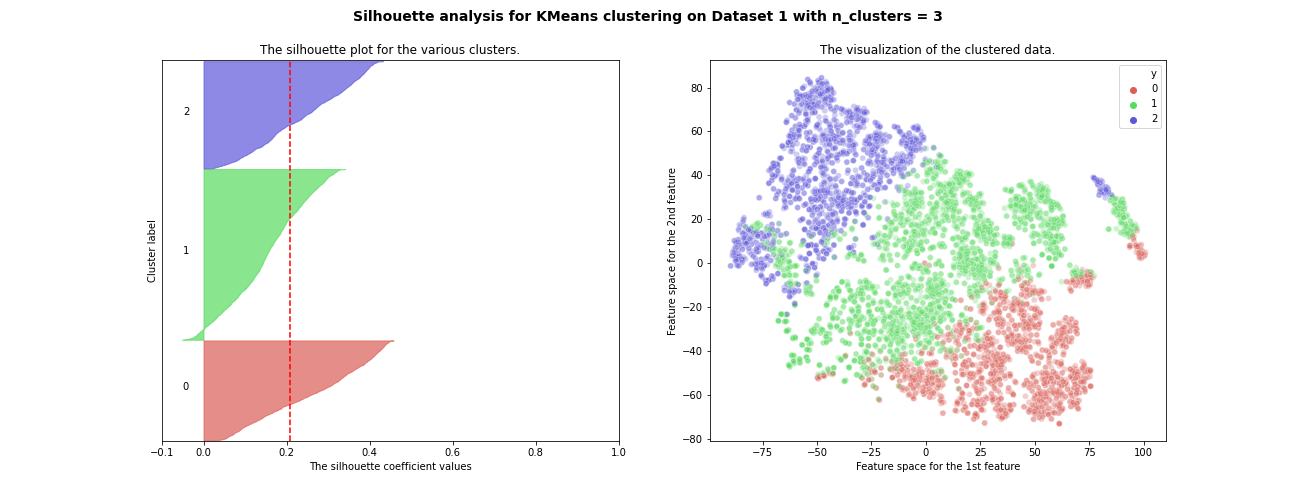 Silhouette analysis for KMeans clustering on Dataset 1 with n_clusters = 3
The silhouette plot for the various clusters.
Cluster label
2
1
0
−0.1 0.0 0.2 0.4 0.6 0.8 1.0
The silhouette coefficient values
The visualization of the clustered data.
Feature space for the 2nd feature
80
60
40
20
0
−20
−40
−60
−80
y
0
1
2
−75 −50 −25 0 25 50 75 100
Feature space for the 1st feature